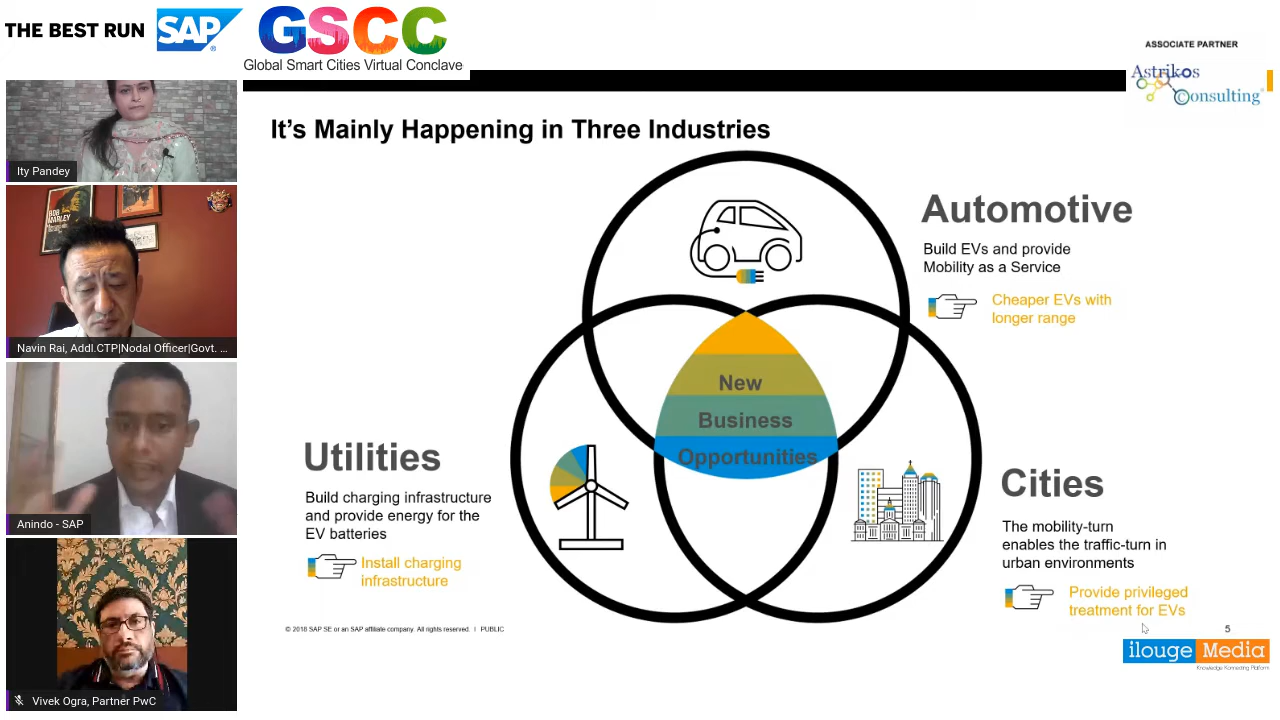 THE BEST RUN SAP
GSCC
Global Smart Cities Virtual Conclave
ASSOCIATE PARTNER
Astrikos
Consulting
It's Mainly Happening in Three Industries
Ity Pandey
BOB
MARLEY
Navin Rai, Addl.CTP|Nodal Officer|Govt. ...
Anindo - SAP
Vivek Ogra, Partner PwC
Automotive
Build EVs and provide
Mobility as a Service
Cheaper EVs with
longer range
New
Business
Opportunities
Utilities
Build charging infrastructure
and provide energy for the
EV batteries
Install charging
infrastructure
Cities
The mobility-turn
enables the traffic-turn in
urban environments
Provide privileged
treatment for EVs
© 2018 SAP SE or an SAP affiliate company. All rights reserved. | PUBLIC
5
ilouge Media
Knowledge Konnecting Platform